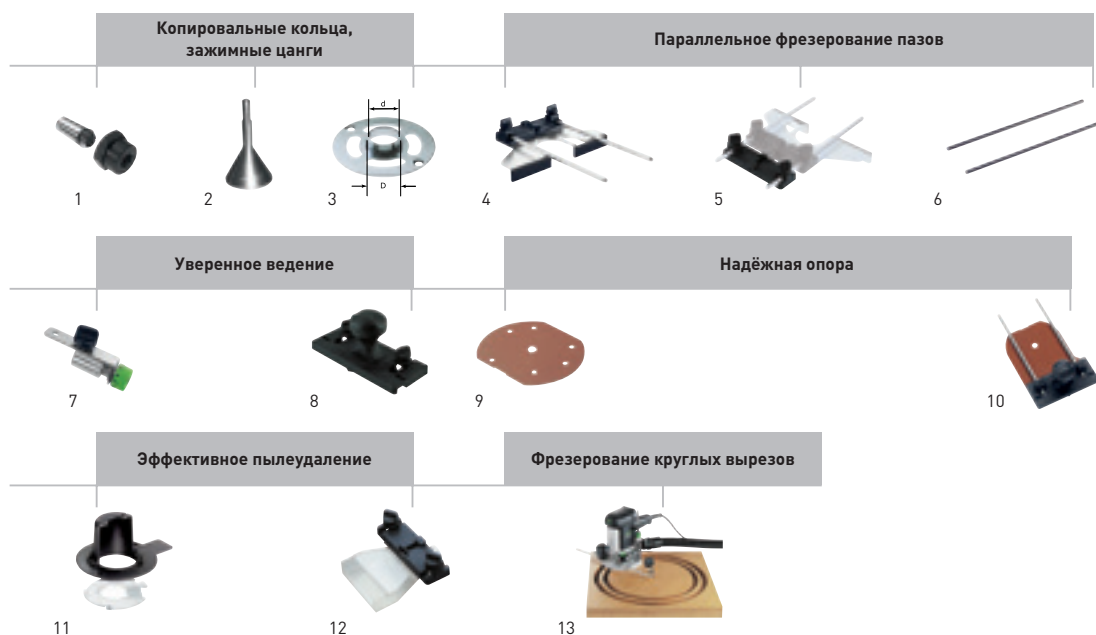 Копировальные кольца,
зажимные цанги
Параллельное фрезерование пазов
d
D
1
2
3
4
5
6
Уверенное ведение
Надёжная опора
7
8
9
10
Эффективное пылеудаление
Фрезерование круглых вырезов
11
12
13